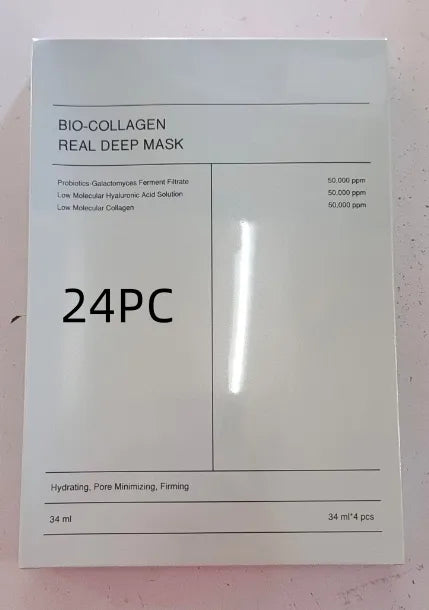 BIO-COLLAGEN
REAL DEEP MASK
Probiotics-Galactomyces Ferment Filtrate 50,000 ppm
Low Molecular Hyaluronic Acid Solution 50,000 ppm
Low Molecular Collagen 50,000 ppm
24PC
Hydrating, Pore Minimizing, Firming
34 ml 34 ml*4 pcs